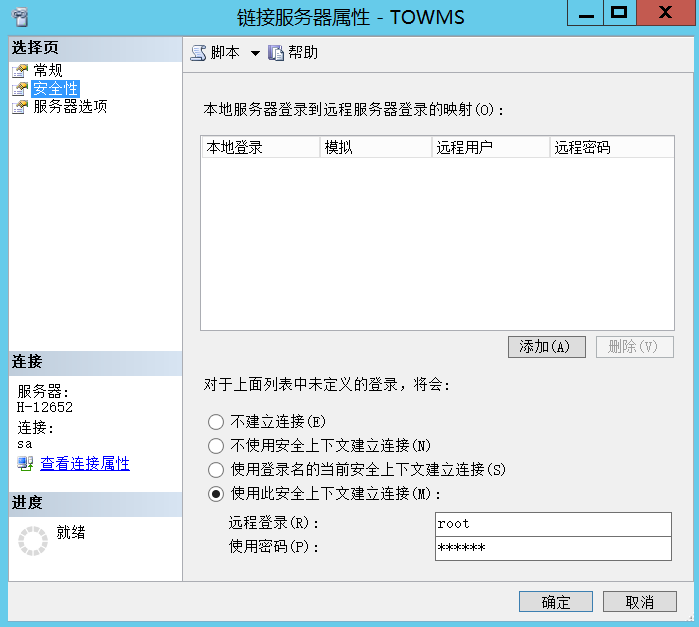 链接服务器属性 - TOWMS
选择页
常规
安全性
服务器选项
脚本 帮助
本地服务器登录到远程服务器登录的映射(O):
本地登录 模拟 远程用户 远程密码
添加(A) 删除(V)
对于上面列表中未定义的登录，将会:
不建立连接(E)
不使用安全上下文建立连接(N)
使用登录名的当前安全上下文建立连接(S)
使用此安全上下文建立连接(M):
远程登录(R): root
使用密码(P): ******
连接
服务器:
H-12652
连接:
sa
查看连接属性
进度
就绪
确定 取消